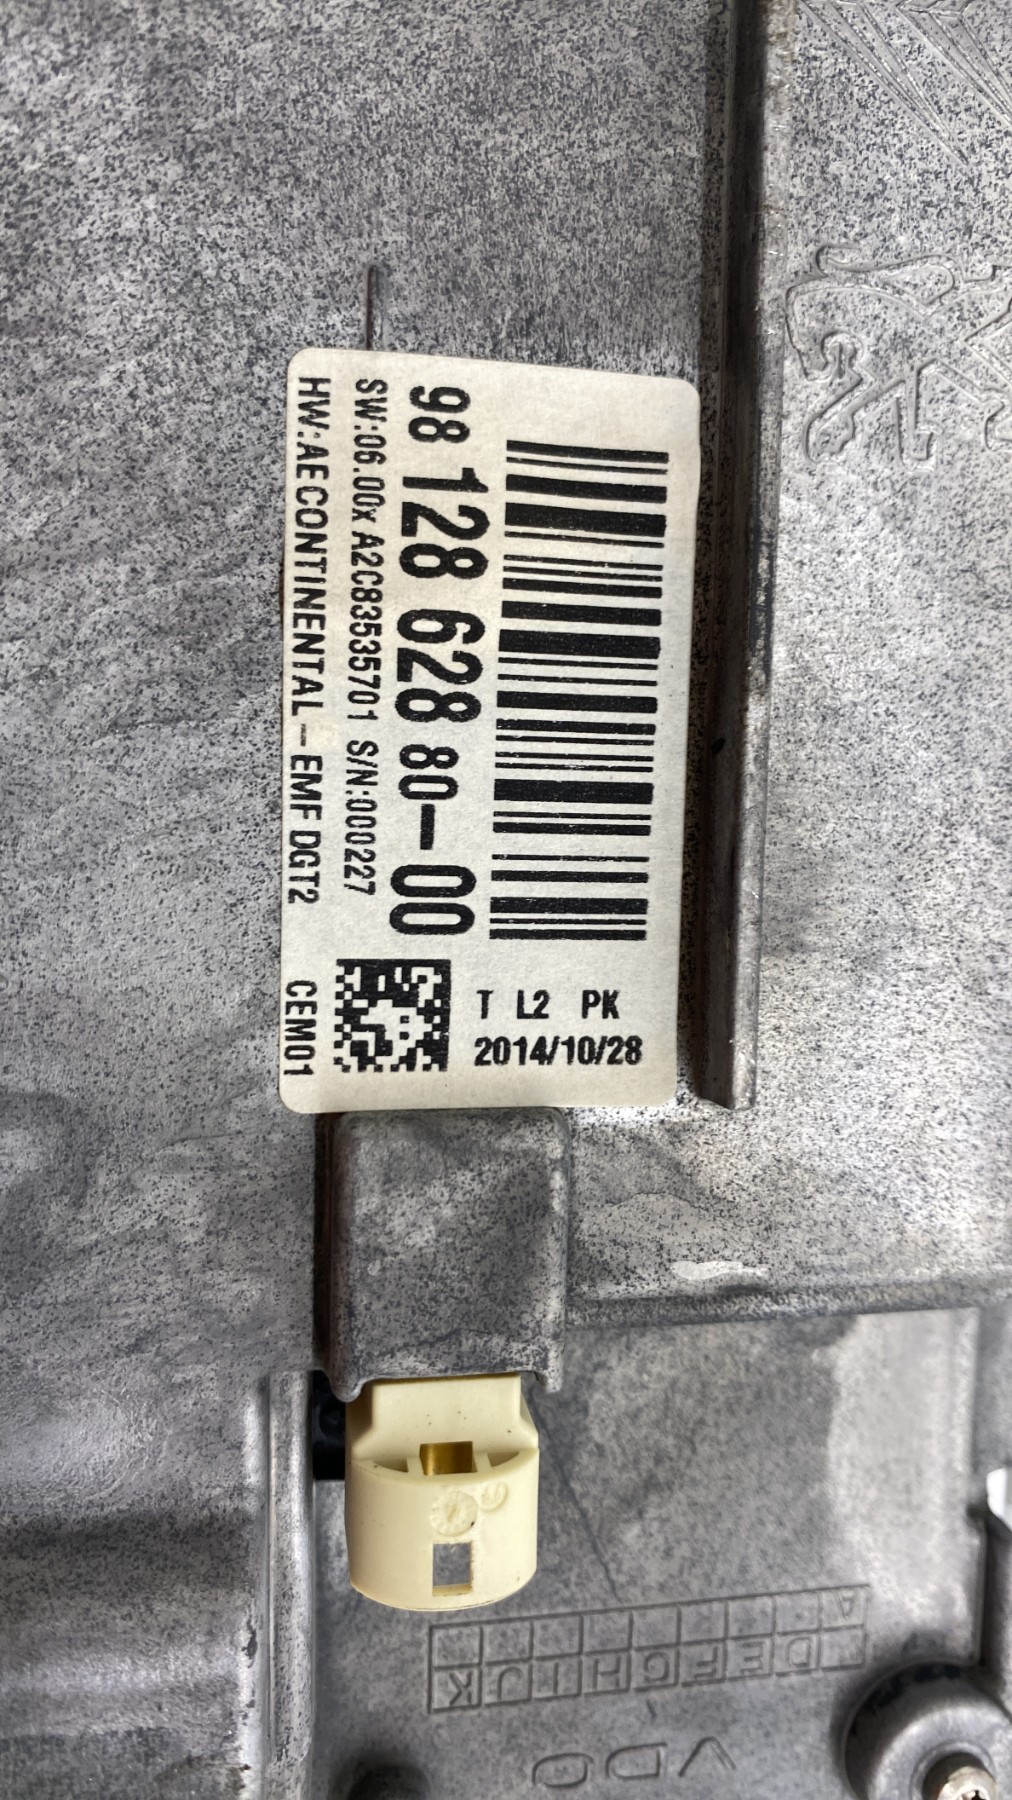 98 128 628 80-00
SW:06.00x A2C83535701 S/N:000227
HW:AECONTINENTAL-EMF DGT2 CEM01
T L2 PK
2014/10/28
DEFGHIJK
A
VDO